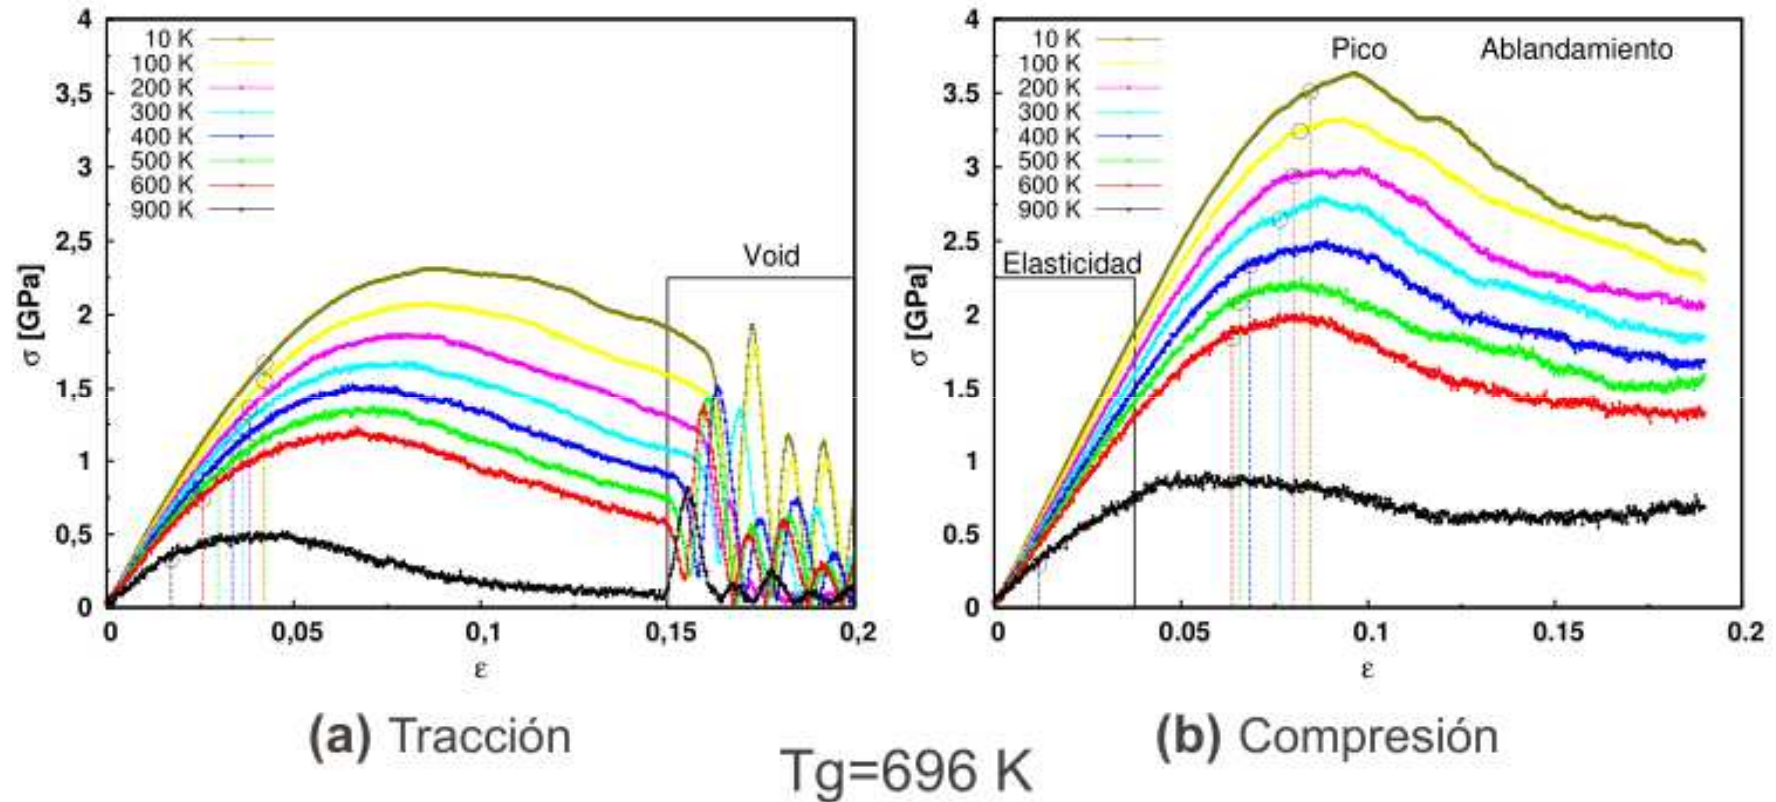 4
3,5
3
2,5
2
1,5
1
0,5
0
0
0,05
0,1
0,15
0,2
σ [GPa]
ε
10 K
100 K
200 K
300 K
400 K
500 K
600 K
900 K
Void
(a) Tracción
4
3.5
3
2.5
2
1.5
1
0.5
0
0
0.05
0.1
0.15
0.2
σ [GPa]
ε
10 K
100 K
200 K
300 K
400 K
500 K
600 K
900 K
Pico
Ablandamiento
Elasticidad
(b) Compresión
Tg=696 K